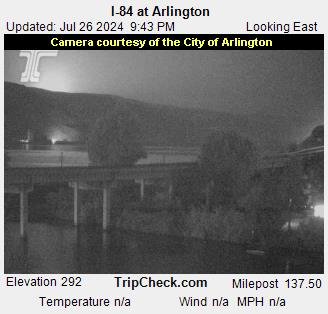 I-84 at Arlington
Updated: Jul 26 2024 9:43 PM Looking East
Camera courtesy of the City of Arlington
Elevation 292 TripCheck.com Milepost 137.50
Temperature n/a Wind n/a MPH n/a